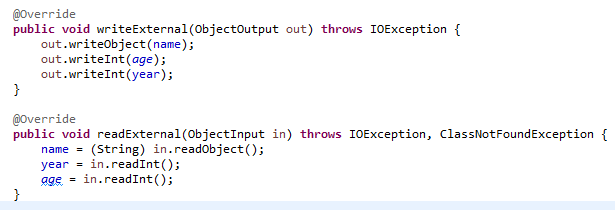 @Override
public void writeExternal(ObjectOutput out) throws IOException {
out.writeObject(name);
out.writeInt(age);
out.writeInt(year);
}
@Override
public void readExternal(ObjectInput in) throws IOException, ClassNotFoundException {
name = (String) in.readObject();
year = in.readInt();
age = in.readInt();
}